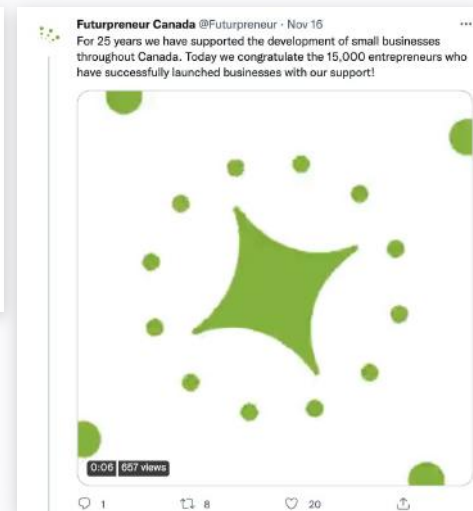 Futurpreneur Canada @Futurpreneur · Nov 16
For 25 years we have supported the development of small businesses
throughout Canada. Today we congratulate the 15,000 entrepreneurs who
have successfully launched businesses with our support!
0:06 657 views
1 8 20